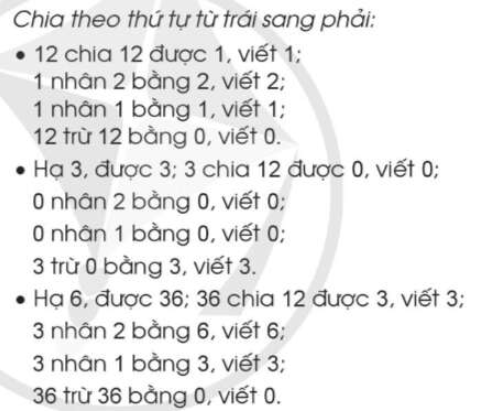 Chia theo thứ tự từ trái sang phải:
• 12 chia 12 được 1, viết 1;
1 nhân 2 bằng 2, viết 2;
1 nhân 1 bằng 1, viết 1;
12 trừ 12 bằng 0, viết 0.
• Hạ 3, được 3; 3 chia 12 được 0, viết 0;
0 nhân 2 bằng 0, viết 0;
0 nhân 1 bằng 0, viết 0;
3 trừ 0 bằng 3, viết 3.
• Hạ 6, được 36; 36 chia 12 được 3, viết 3;
3 nhân 2 bằng 6, viết 6;
3 nhân 1 bằng 3, viết 3;
36 trừ 36 bằng 0, viết 0.